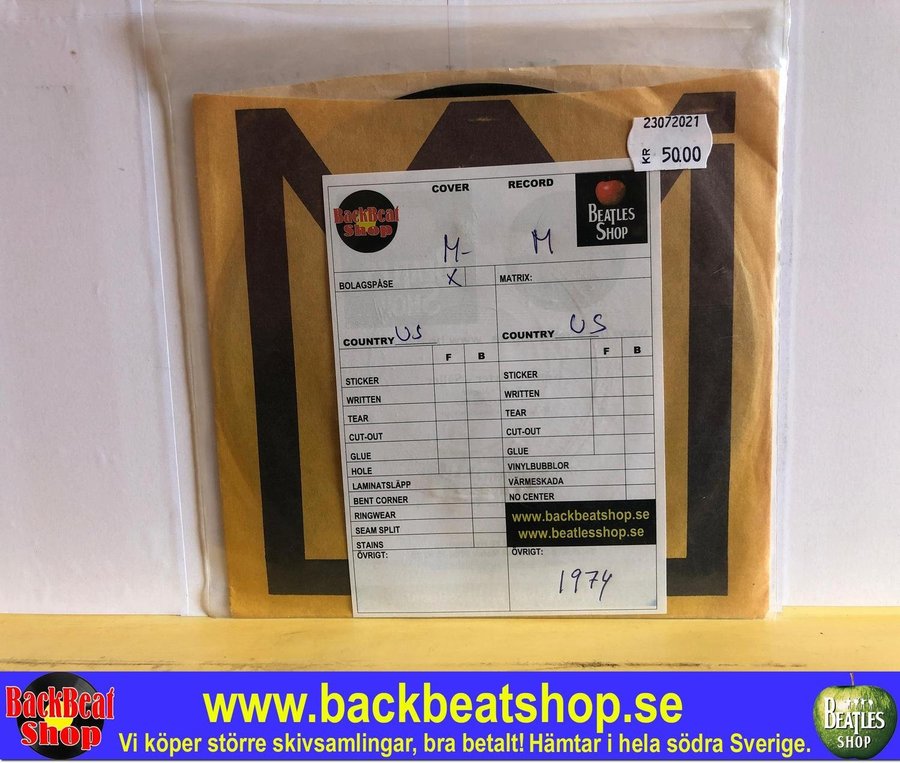 23072021
KR 50.00
COVER RECORD
BackBeat
Shop
BEATLES
SHOP
M- M
BOLAGSPÅSE X MATRIX:
COUNTRY US COUNTRY US
F B F B
STICKER STICKER
WRITTEN WRITTEN
TEAR TEAR
CUT-OUT CUT-OUT
GLUE GLUE
HOLE VINYLBUBBLOR
LAMINATSLÄPP VÄRMESKADA
BENT CORNER NO CENTER
RINGWEAR www.backbeatshop.se
SEAM SPLIT www.beatlesshop.se
STAINS
ÖVRIGT: ÖVRIGT:
1974
BackBeat
Shop
www.backbeatshop.se
Vi köper större skivsamlingar, bra betalt! Hämtar i hela södra Sverige.
BEATLES
SHOP